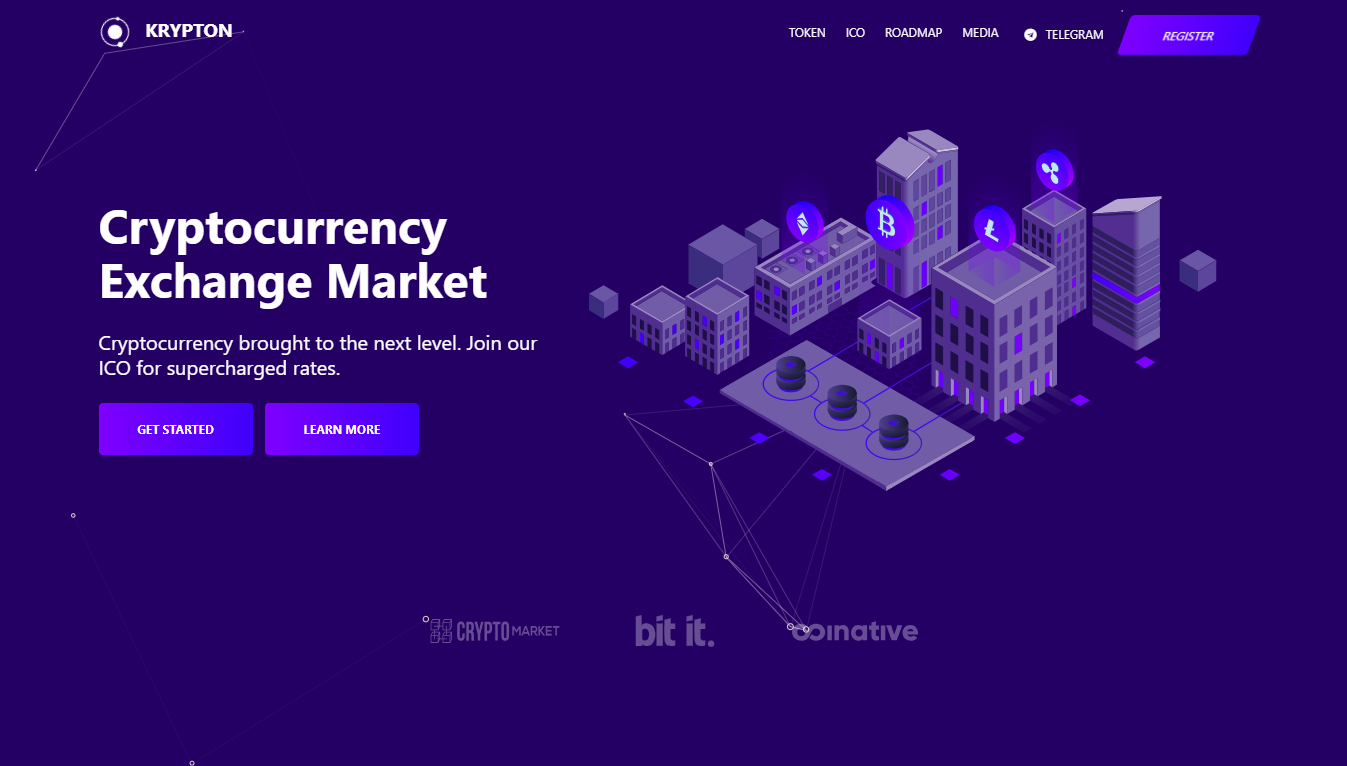 KRYPTON
TOKEN ICO ROADMAP MEDIA TELEGRAM REGISTER
Cryptocurrency
Exchange Market
Cryptocurrency brought to the next level. Join our
ICO for supercharged rates.
GET STARTED LEARN MORE
CRYPTO MARKET bit it. coinative